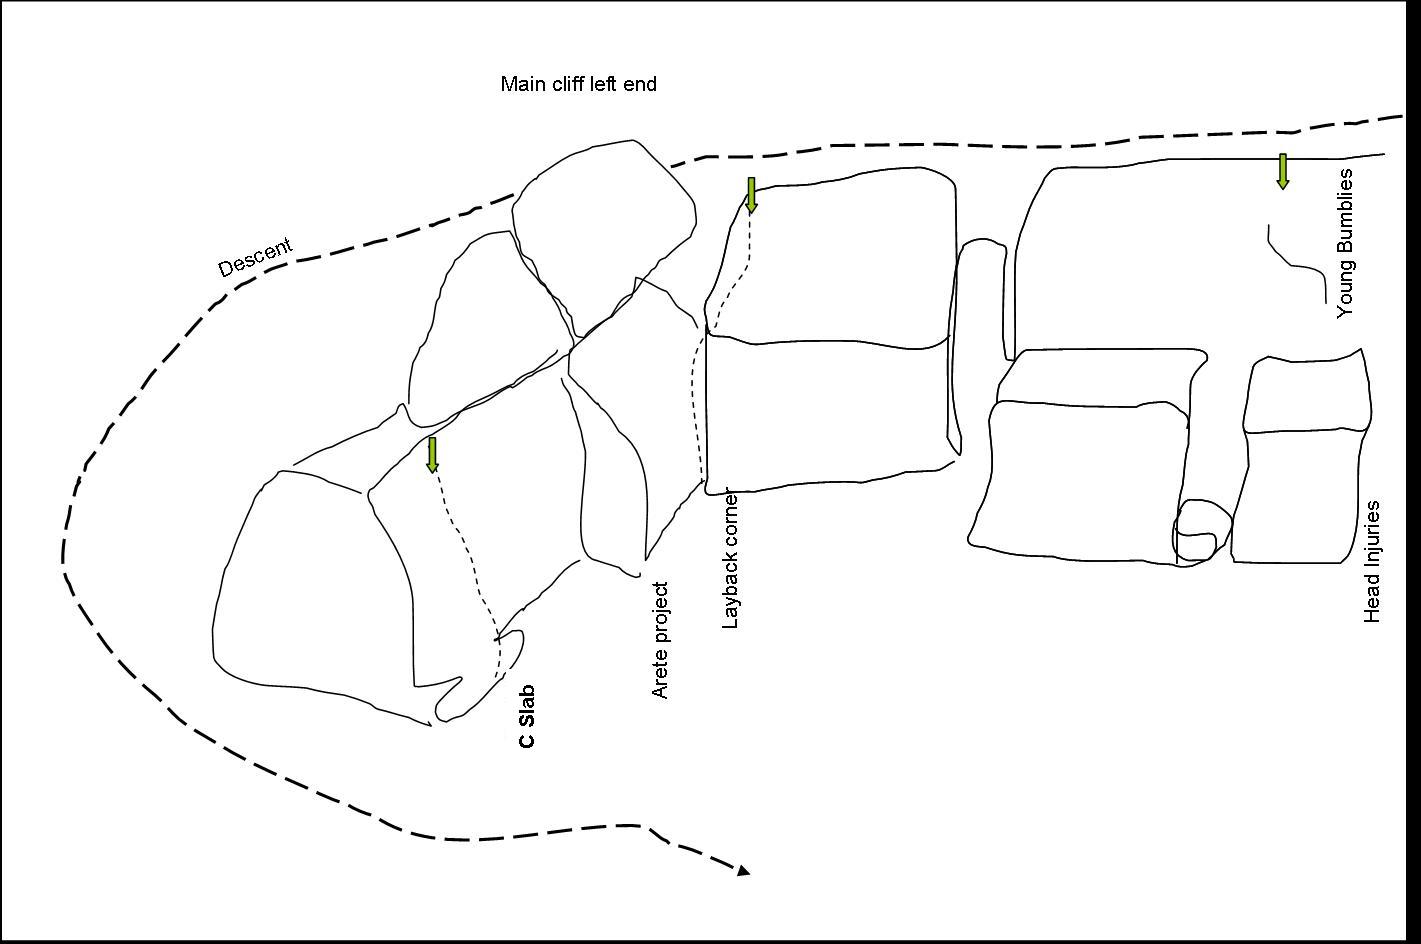 Main cliff left end
Descent
Young Bumblies
Layback corner
Head Injuries
Arete project
C Slab